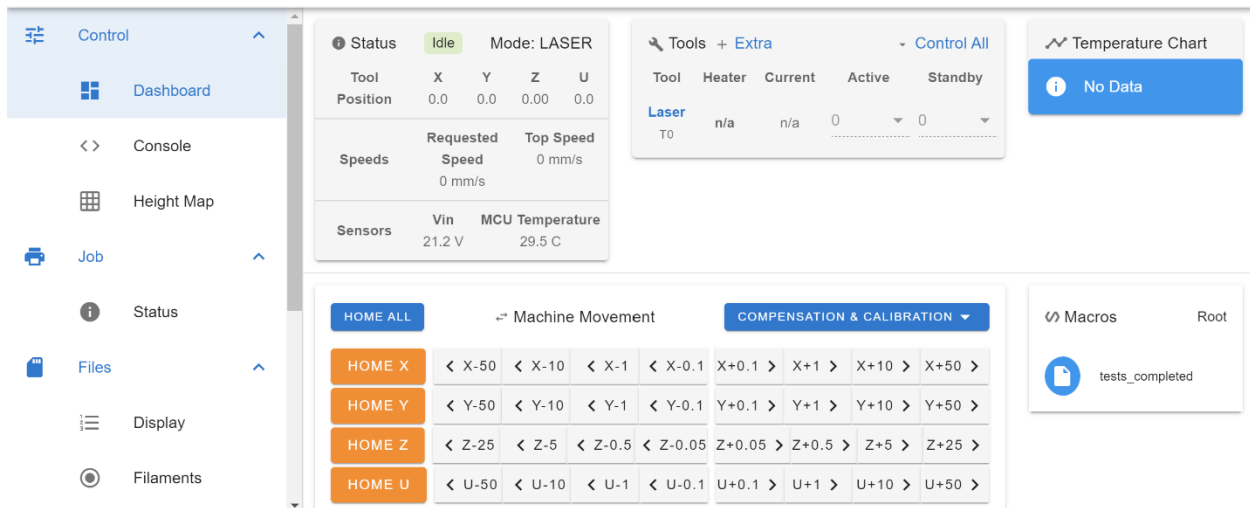 Control
Dashboard
Console
Height Map
Job
Status
Files
Display
Filaments
Status Idle Mode: LASER
Tool Position X Y Z U
0.0 0.0 0.00 0.0
Speeds
Requested Speed
0 mm/s
Top Speed
0 mm/s
Sensors
Vin
21.2 V
MCU Temperature
29.5 C
Tools + Extra Control All
Tool Heater Current Active Standby
Laser n/a n/a 0 0
T0
Temperature Chart
No Data
HOME ALL Machine Movement COMPENSATION & CALIBRATION
HOME X X-50 X-10 X-1 X-0.1 X+0.1 X+1 X+10 X+50
HOME Y Y-50 Y-10 Y-1 Y-0.1 Y+0.1 Y+1 Y+10 Y+50
HOME Z Z-25 Z-5 Z-0.5 Z-0.05 Z+0.05 Z+0.5 Z+5 Z+25
HOME U U-50 U-10 U-1 U-0.1 U+0.1 U+1 U+10 U+50
Macros Root
tests_completed